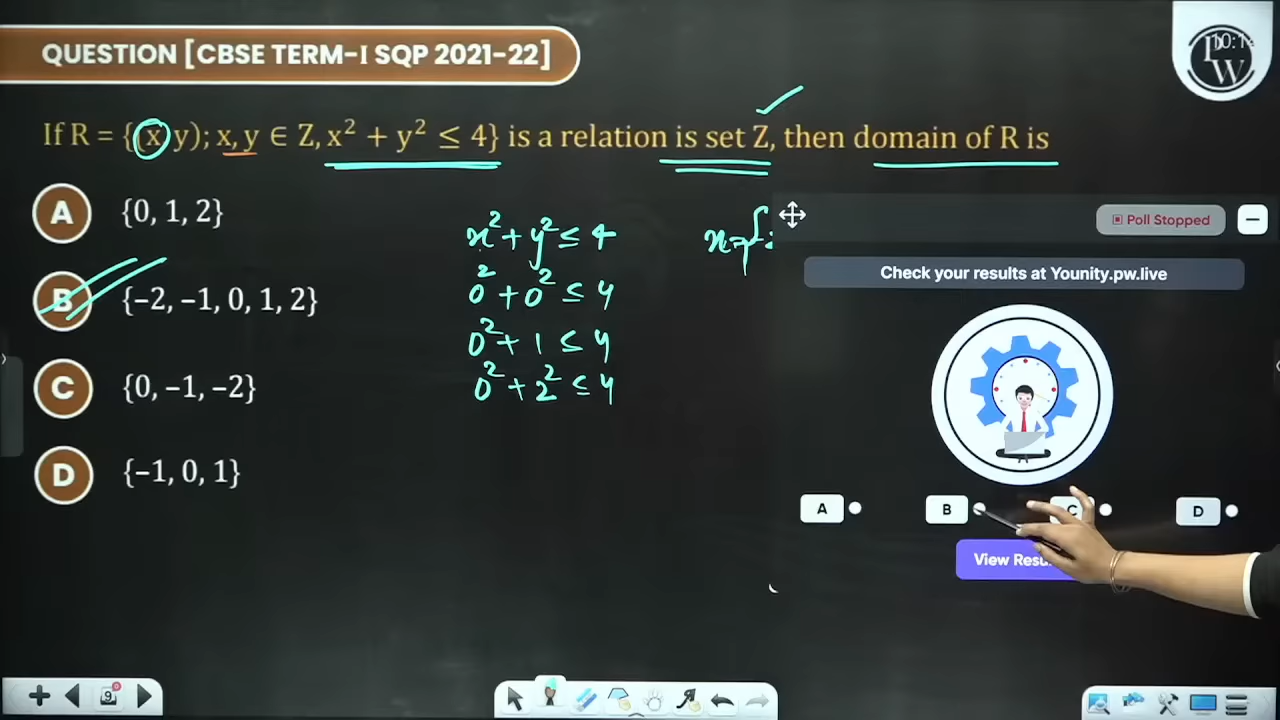 QUESTION [CBSE TERM-I SQP 2021-22]
If R = {(x, y); x, y ∈ Z, x² + y² ≤ 4} is a relation is set Z, then domain of R is
A {0, 1, 2}
B {–2, –1, 0, 1, 2}
C {0, –1, –2}
D {–1, 0, 1}
x² + y² ≤ 4
0² + 0² ≤ 4
0² + 1 ≤ 4
0² + 2² ≤ 4
x =
Poll Stopped
Check your results at Younity.pw.live
A B C D
View
PW
9